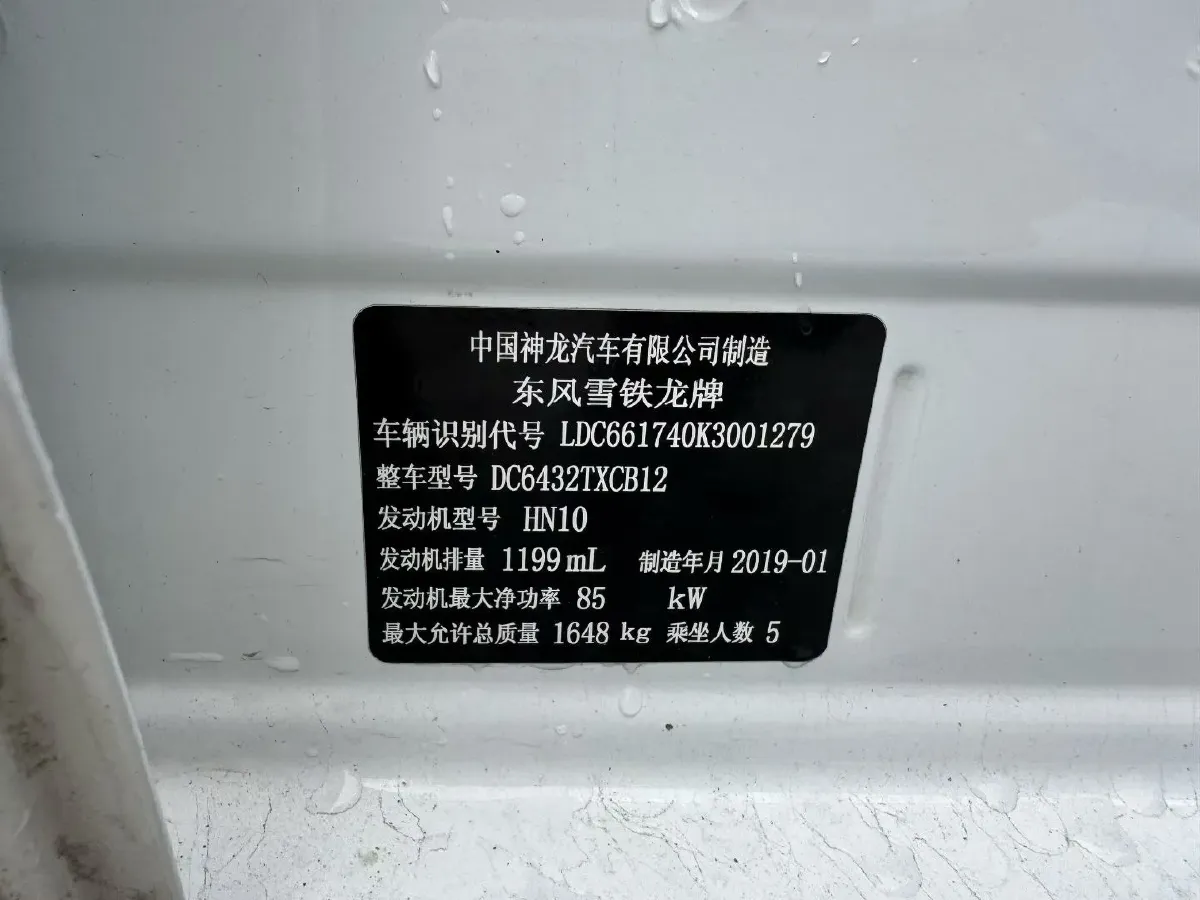 中国神龙汽车有限公司制造
东风雪铁龙牌
车辆识别代号 LDC661740K3001279
整车型号 DC6432TXCB12
发动机型号 HN10
发动机排量 1199mL 制造年月 2019-01
发动机最大净功率 85 kW
最大允许总质量 1648 kg 乘坐人数 5